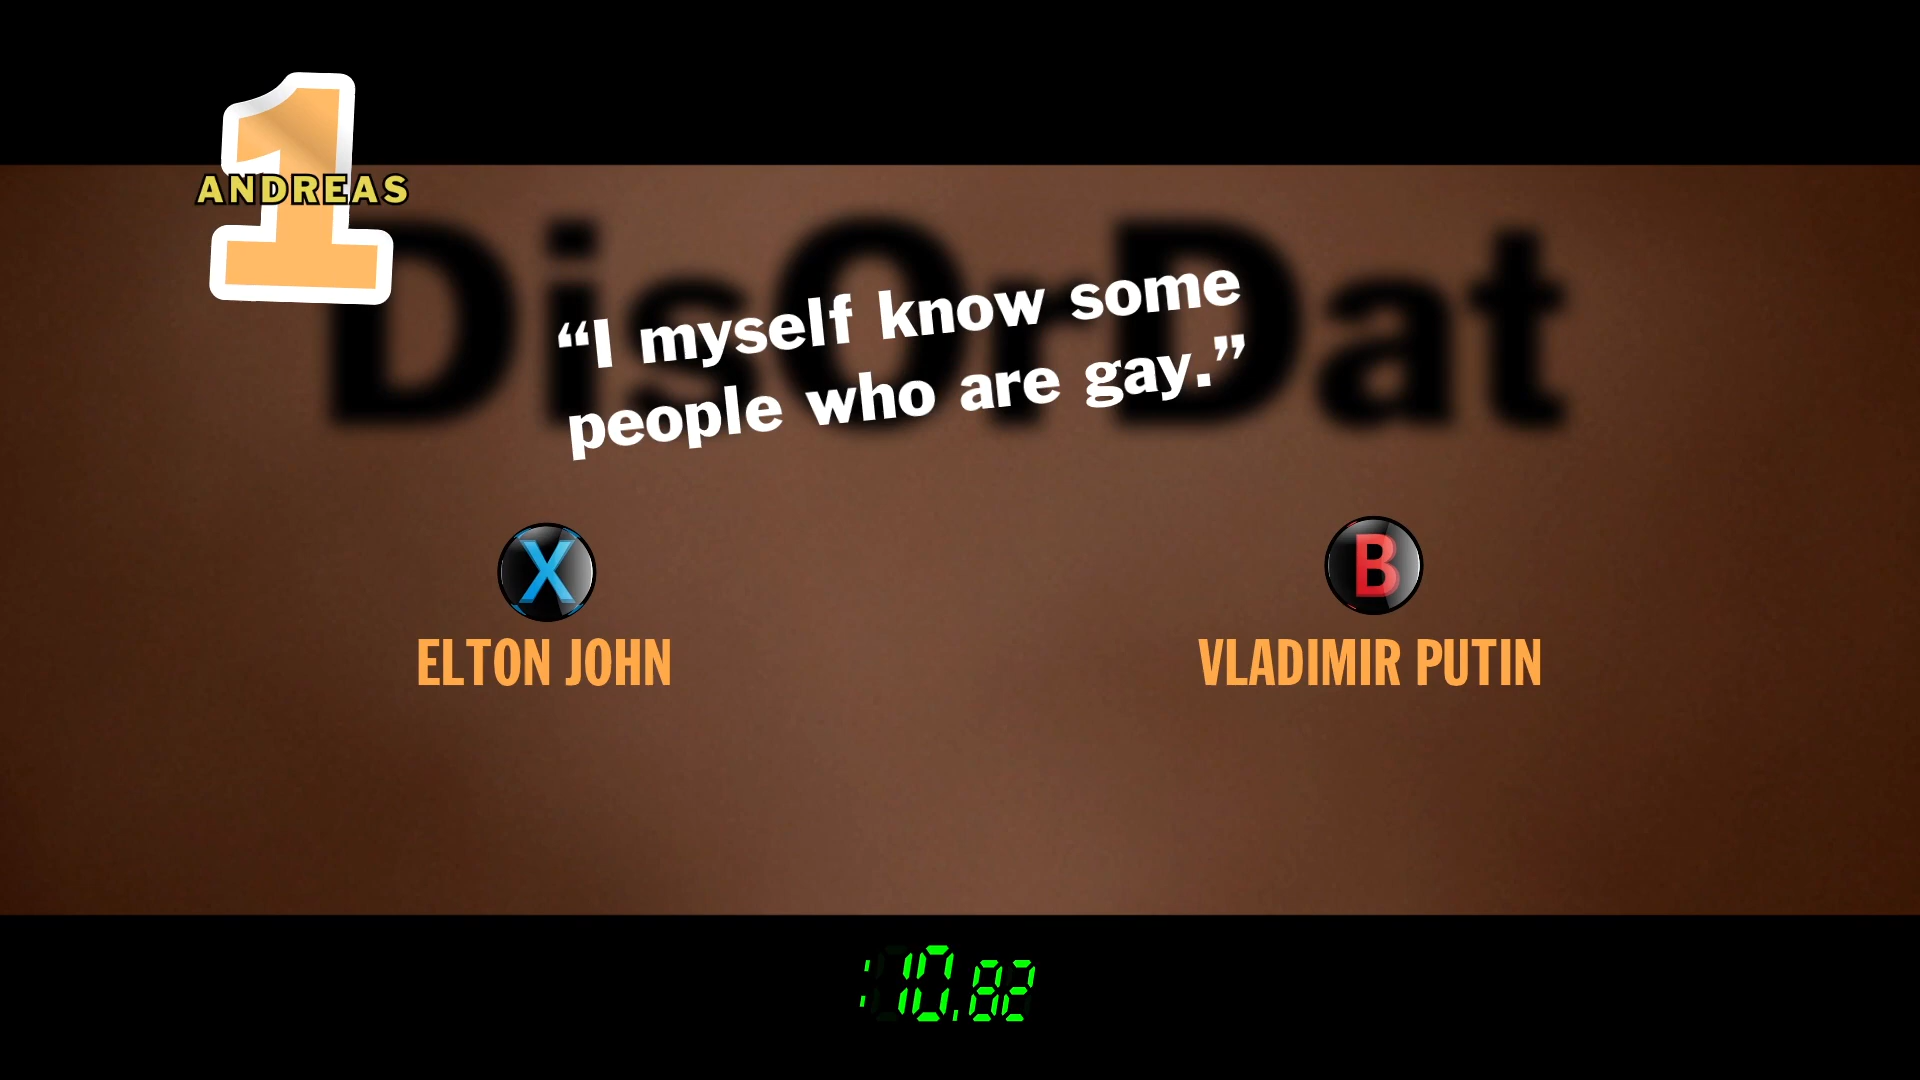 1
ANDREAS
DisOrDat
“I myself know some
people who are gay.”
X
B
ELTON JOHN
VLADIMIR PUTIN
:10.82